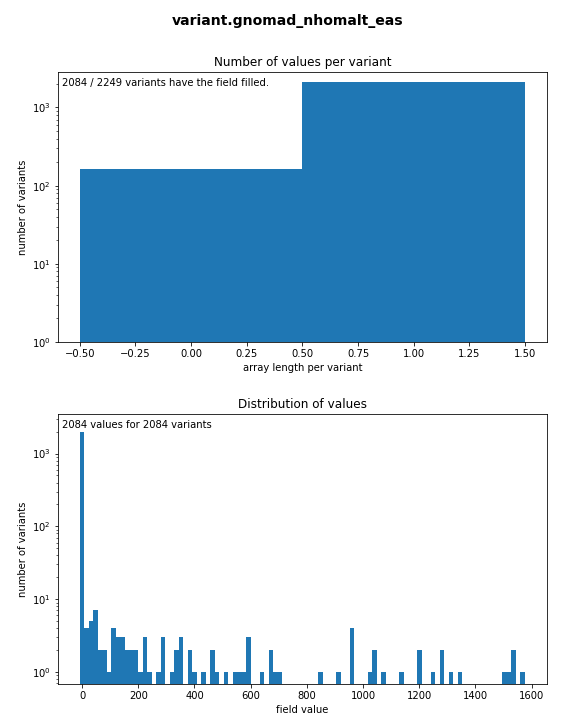 variant.gnomad_nhomalt_eas
Number of values per variant
2084 / 2249 variants have the field filled.
number of variants
10³
10²
10¹
10⁰
−0.50 −0.25 0.00 0.25 0.50 0.75 1.00 1.25 1.50
array length per variant
Distribution of values
2084 values for 2084 variants
number of variants
10³
10²
10¹
10⁰
0 200 400 600 800 1000 1200 1400 1600
field value